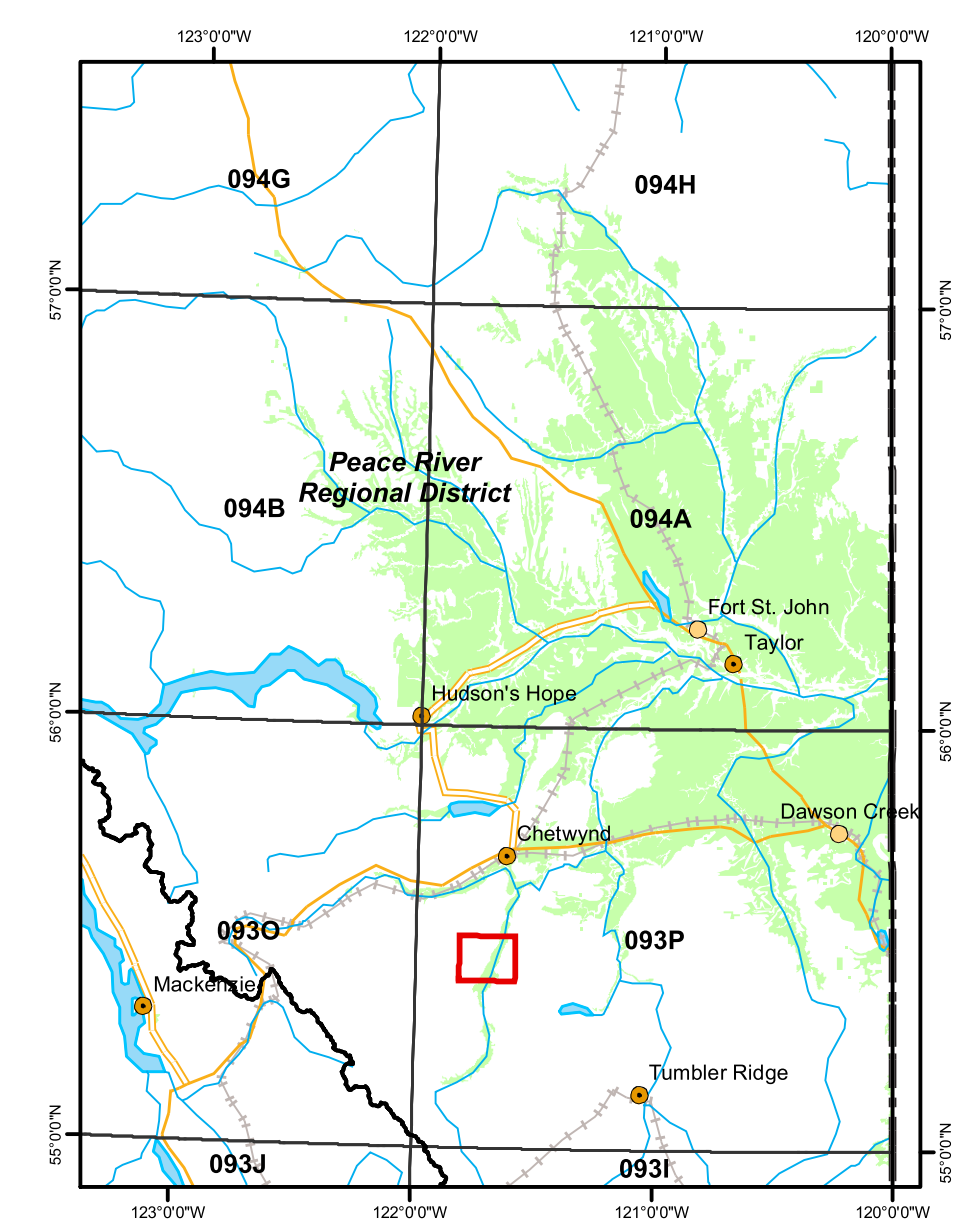 123°0'0"W
122°0'0"W
121°0'0"W
120°0'0"W
094G
094H
57°0'0"N
57°0'0"N
Peace River
Regional District
094B
094A
Fort St. John
Taylor
Hudson's Hope
56°0'0"N
56°0'0"N
Dawson Creek
Chetwynd
093O
093P
Mackenzie
Tumbler Ridge
55°0'0"N
55°0'0"N
093J
093I
123°0'0"W
122°0'0"W
121°0'0"W
120°0'0"W